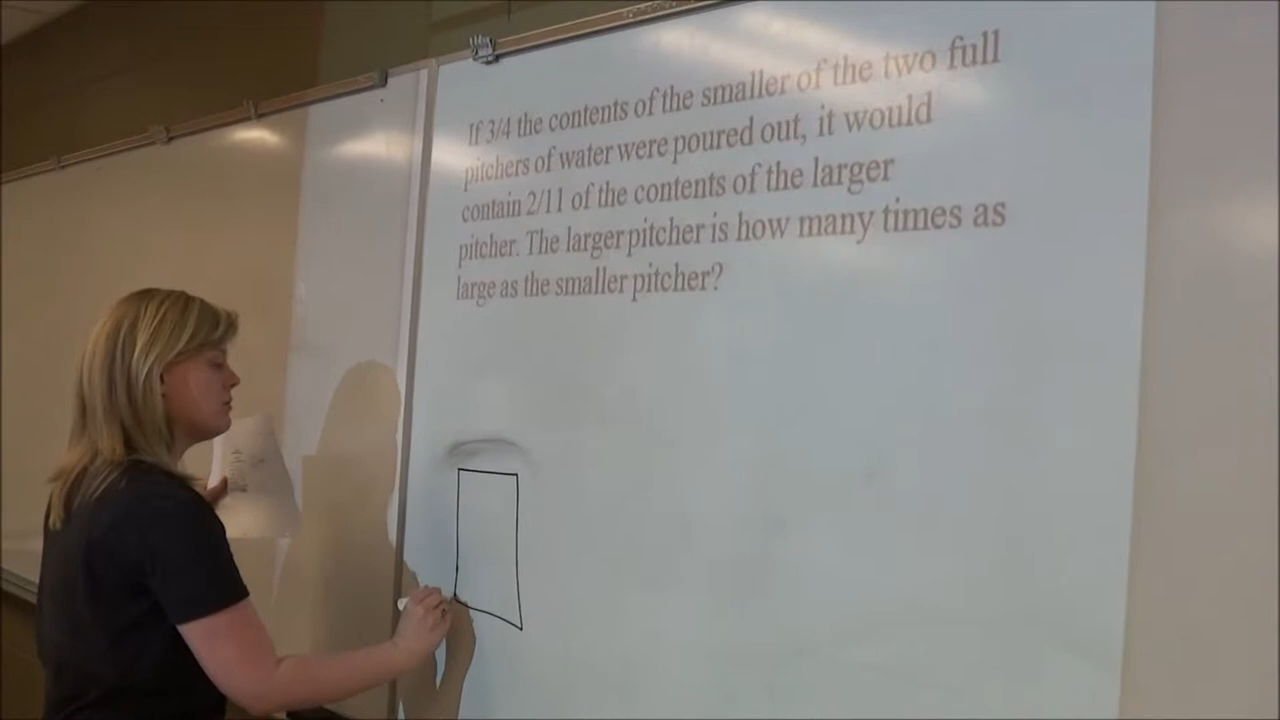 If 3/4 the contents of the smaller of the two full
pitchers of water were poured out, it would
contain 2/11 of the contents of the larger
pitcher. The larger pitcher is how many times as
large as the smaller pitcher?